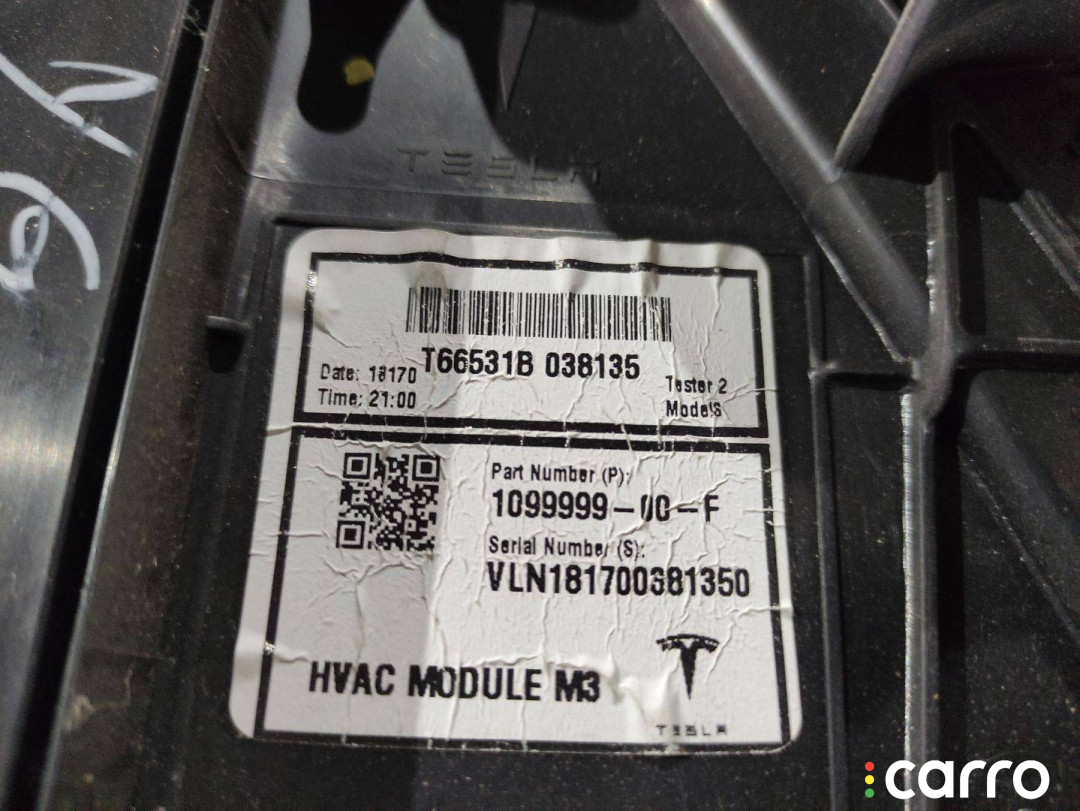 TESLA
T66531B 038135
Date: 18170
Time: 21:00
Tester 2
Model S
Part Number (P):
1099999-00-F
Serial Number (S):
VLN181700381350
HVAC MODULE M3
TESLA
carro